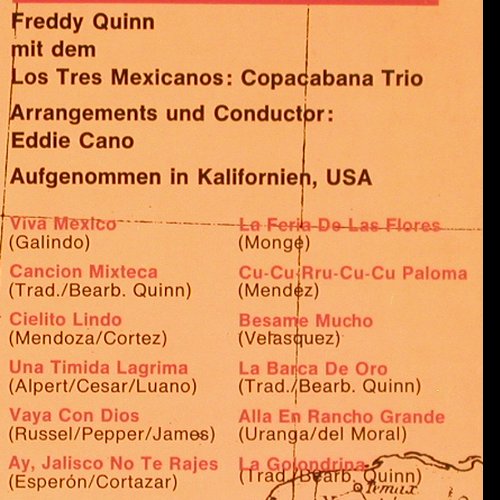 Freddy Quinn
mit dem
Los Tres Mexicanos: Copacabana Trio
Arrangements und Conductor:
Eddie Cano
Aufgenommen in Kalifornien, USA
Viva Mexico
(Galindo)
Cancion Mixteca
(Trad./Bearb. Quinn)
Cielito Lindo
(Mendoza/Cortez)
Una Timida Lagrima
(Alpert/Cesar/Luano)
Vaya Con Dios
(Russel/Pepper/James)
Ay, Jalisco No Te Rajes
(Esperón/Cortazar)
La Feria De Las Flores
(Monge)
Cu-Cu-Rru-Cu-Cu Paloma
(Mendez)
Besame Mucho
(Velasquez)
La Barca De Oro
(Trad./Bearb. Quinn)
Alla En Rancho Grande
(Uranga/del Moral)
La Golondrina
(Trad./Bearb. Quinn)
Temax